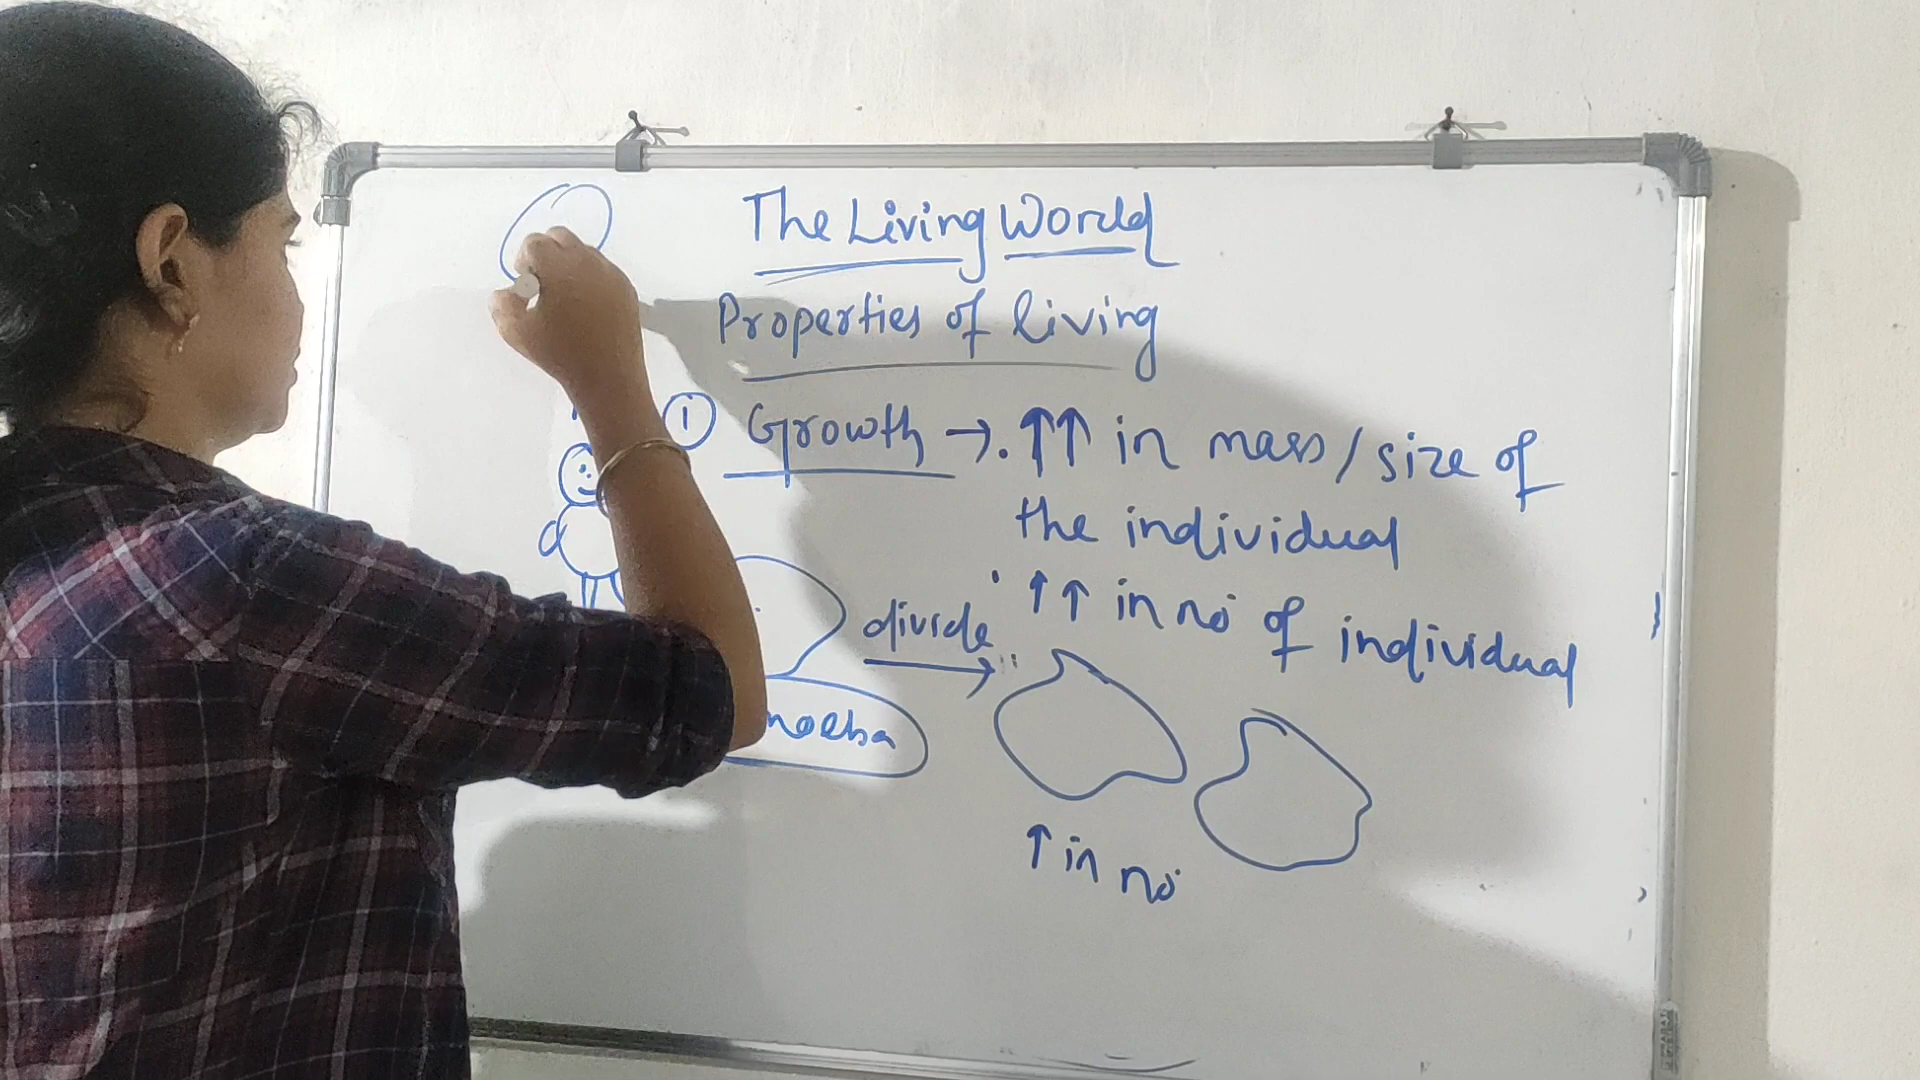 The Living World
Properties of living
① Growth → . ↑↑ in mass / size of
the individual
. ↑↑ in no. of individual
divide
moeba
↑ in no.